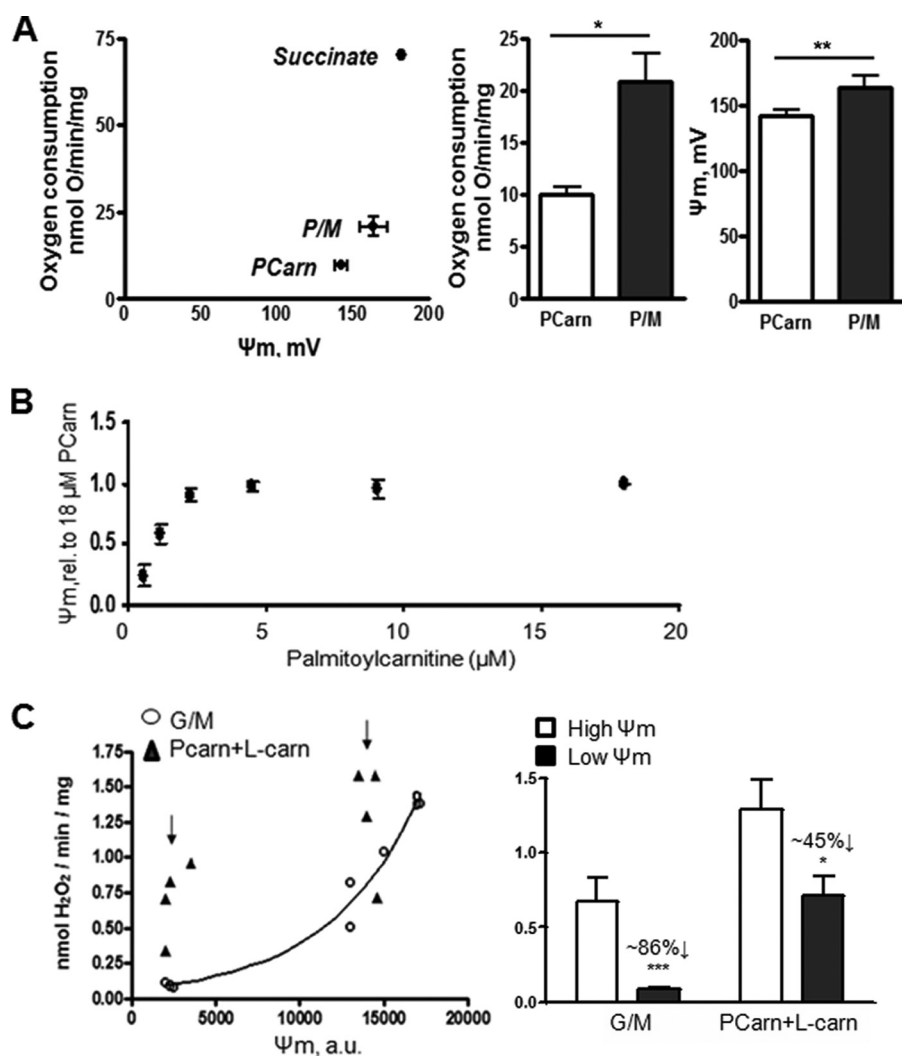 A
Oxygen consumption
nmol O/min/mg
75
50
25
0
Succinate
P/M
PCarn
0 50 100 150 200
Ψm, mV
Oxygen consumption
nmol O/min/mg
25
20
15
10
5
0
*
PCarn P/M
Ψm, mV
200
150
100
50
0
**
PCarn P/M
B
Ψm,rel. to 18 µM PCarn
1.5
1.0
0.5
0.0
0 5 10 15 20
Palmitoylcarnitine (µM)
C
G/M
Pcarn+L-carn
nmol H₂O₂ / min / mg
1.75
1.50
1.25
1.00
0.75
0.50
0.25
0.00
0 5000 10000 15000 20000
Ψm, a.u.
High Ψm
Low Ψm
1.5
1.0
0.5
0.0
~86%↓
***
~45%↓
*
G/M PCarn+L-carn